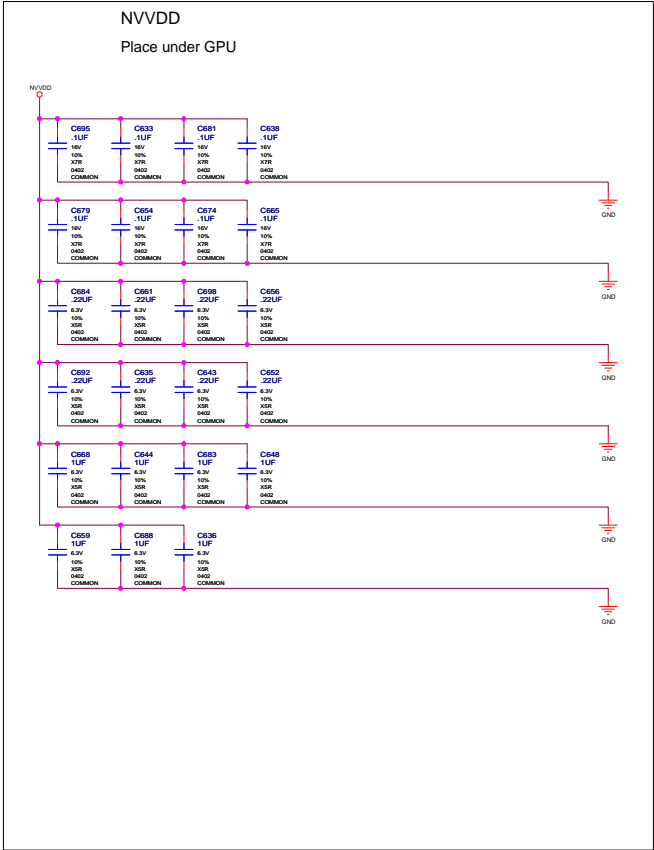 NVVDD
Place under GPU
NVVDD
C695 C633 C681 C638
.1UF .1UF .1UF .1UF
16V 16V 16V 16V
10% 10% 10% 10%
X7R X7R X7R X7R
0402 0402 0402 0402
COMMON COMMON COMMON COMMON
GND
C679 C654 C674 C665
.1UF .1UF .1UF .1UF
16V 16V 16V 16V
10% 10% 10% 10%
X7R X7R X7R X7R
0402 0402 0402 0402
COMMON COMMON COMMON COMMON
GND
C684 C661 C698 C656
.22UF .22UF .22UF .22UF
6.3V 6.3V 6.3V 6.3V
10% 10% 10% 10%
X5R X5R X5R X5R
0402 0402 0402 0402
COMMON COMMON COMMON COMMON
GND
C692 C635 C643 C652
.22UF .22UF .22UF .22UF
6.3V 6.3V 6.3V 6.3V
10% 10% 10% 10%
X5R X5R X5R X5R
0402 0402 0402 0402
COMMON COMMON COMMON COMMON
GND
C668 C644 C683 C648
1UF 1UF 1UF 1UF
6.3V 6.3V 6.3V 6.3V
10% 10% 10% 10%
X5R X5R X5R X5R
0402 0402 0402 0402
COMMON COMMON COMMON COMMON
GND
C659 C688 C636
1UF 1UF 1UF
6.3V 6.3V 6.3V
10% 10% 10%
X5R X5R X5R
0402 0402 0402
COMMON COMMON COMMON
GND